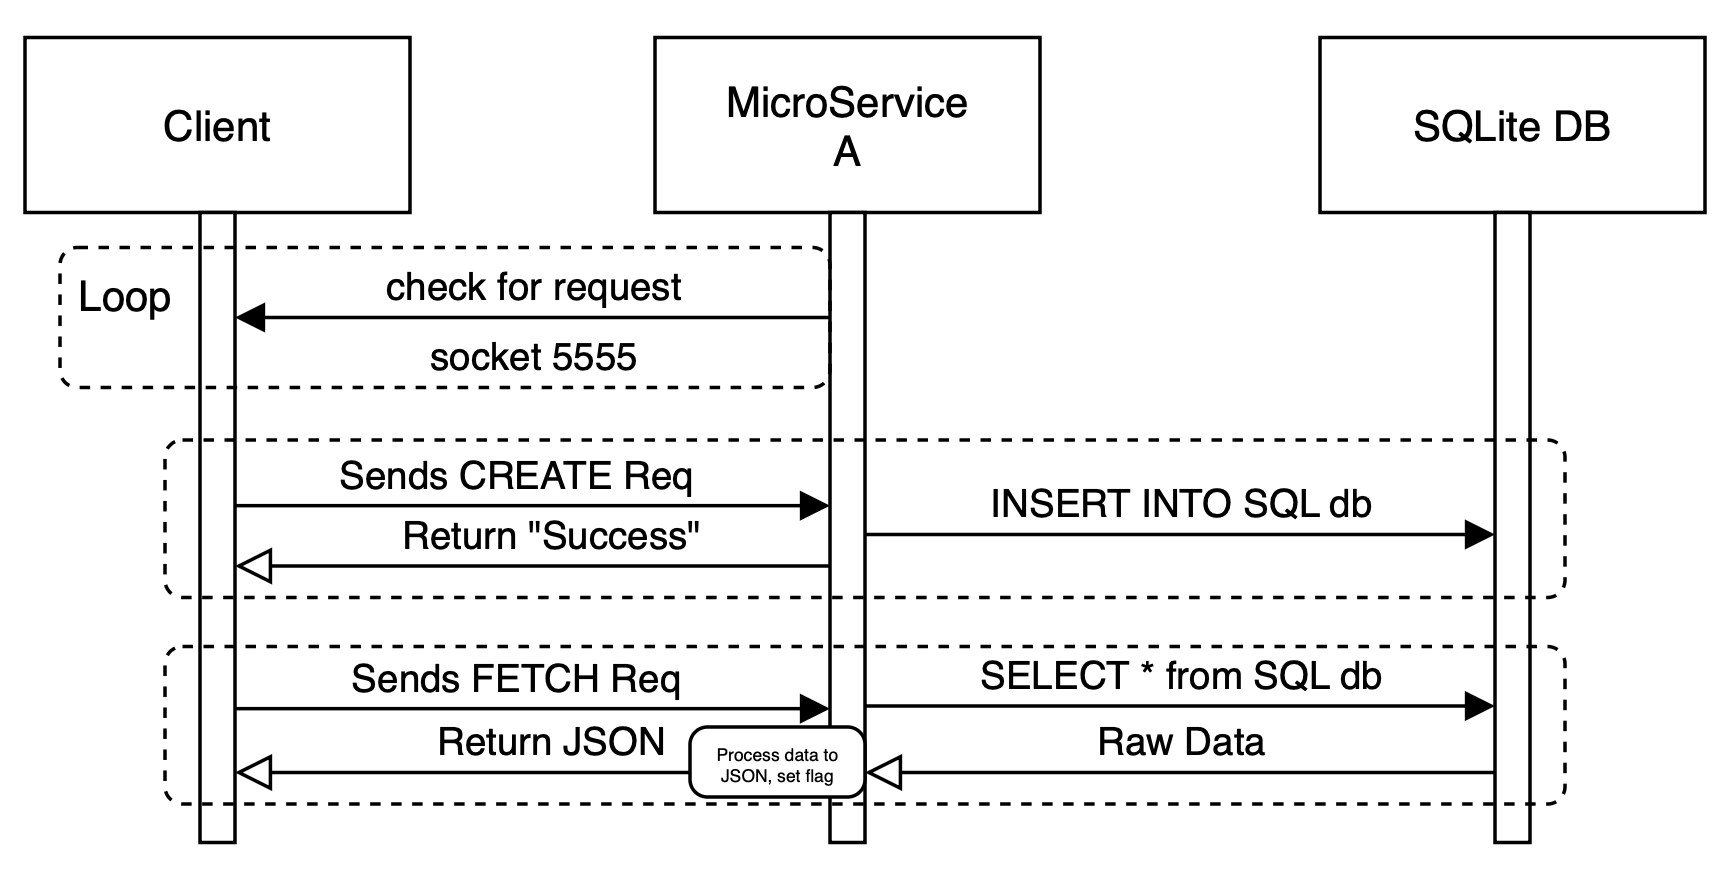 Client
MicroService
A
SQLite DB
Loop
check for request
socket 5555
Sends CREATE Req
INSERT INTO SQL db
Return "Success"
Sends FETCH Req
SELECT * from SQL db
Return JSON
Process data to
JSON, set flag
Raw Data